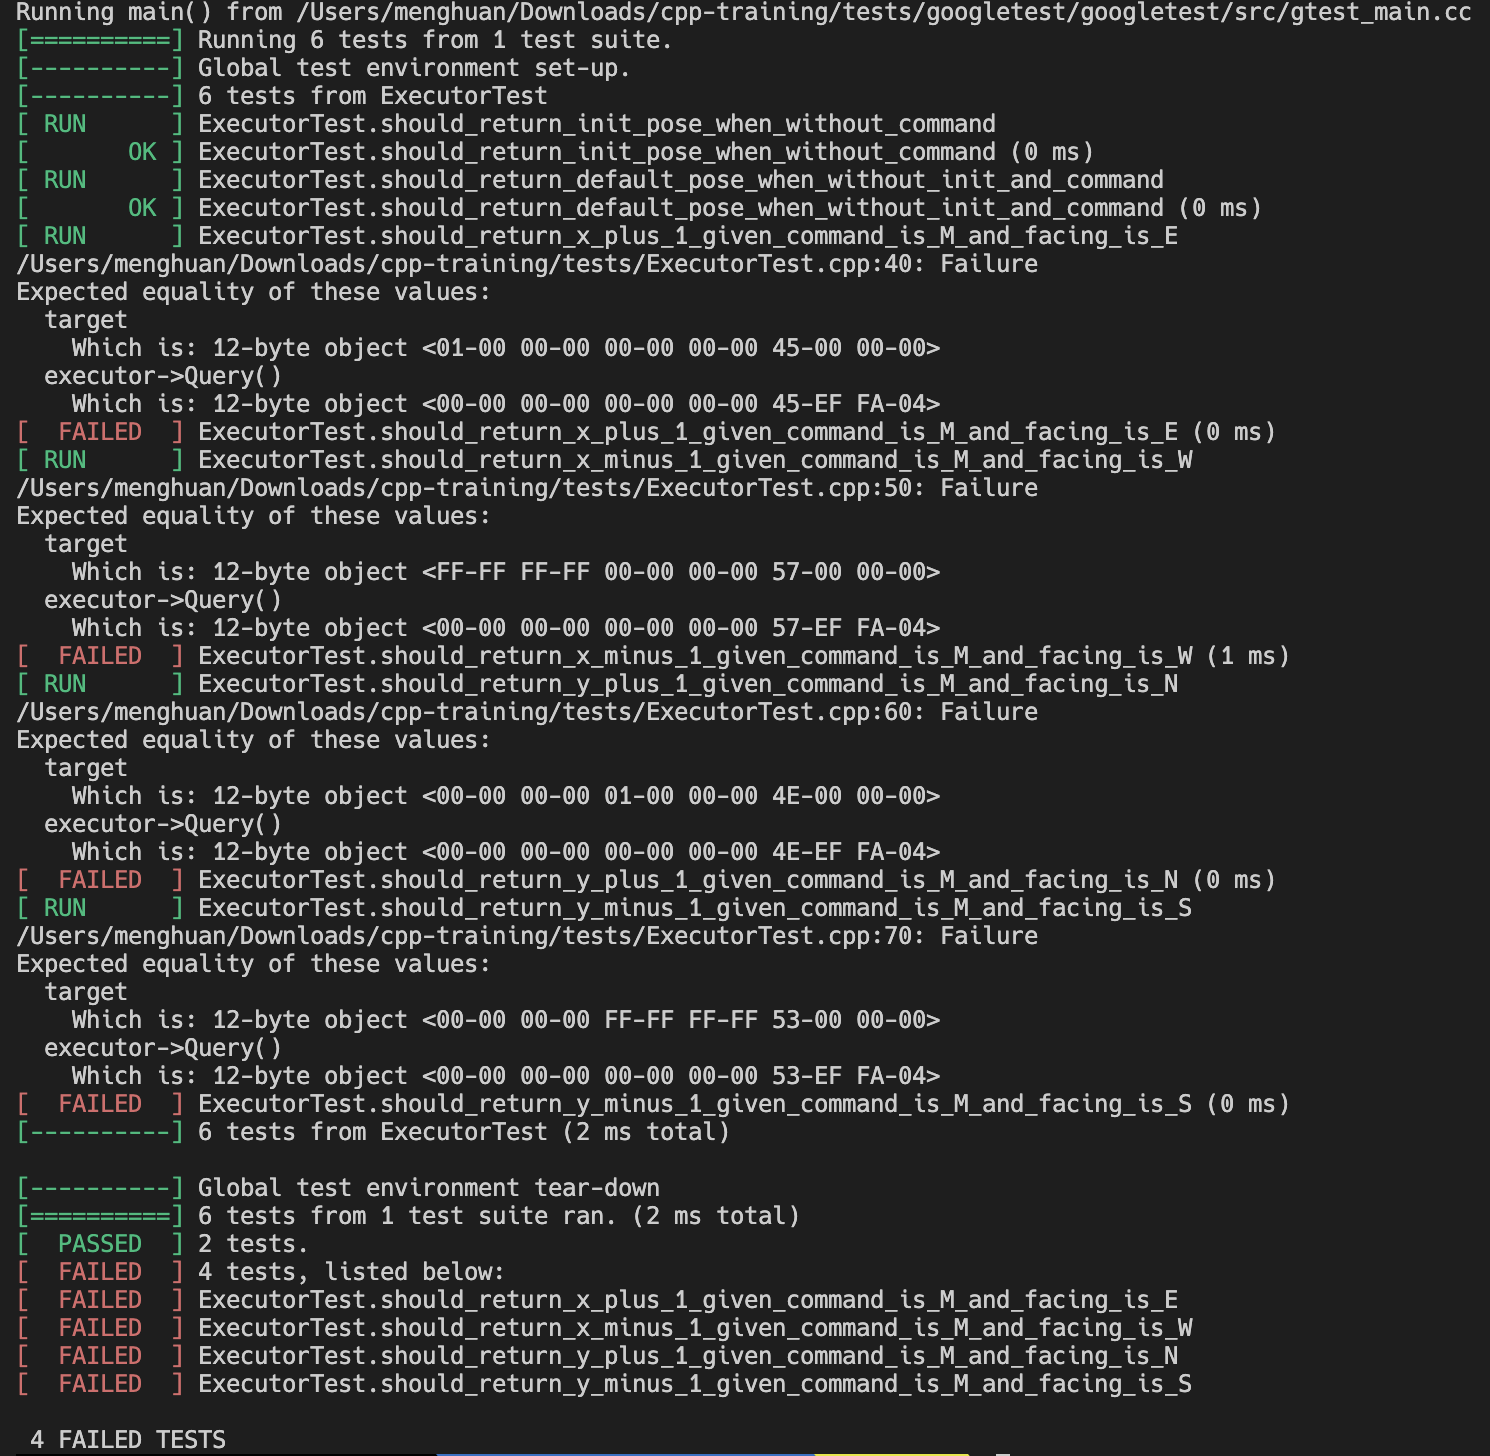 Running main() from /Users/menghuan/Downloads/cpp-training/tests/googletest/googletest/src/gtest_main.cc
[==========] Running 6 tests from 1 test suite.
[----------] Global test environment set-up.
[----------] 6 tests from ExecutorTest
[ RUN      ] ExecutorTest.should_return_init_pose_when_without_command
[       OK ] ExecutorTest.should_return_init_pose_when_without_command (0 ms)
[ RUN      ] ExecutorTest.should_return_default_pose_when_without_init_and_command
[       OK ] ExecutorTest.should_return_default_pose_when_without_init_and_command (0 ms)
[ RUN      ] ExecutorTest.should_return_x_plus_1_given_command_is_M_and_facing_is_E
/Users/menghuan/Downloads/cpp-training/tests/ExecutorTest.cpp:40: Failure
Expected equality of these values:
  target
    Which is: 12-byte object <01-00 00-00 00-00 00-00 45-00 00-00>
  executor->Query()
    Which is: 12-byte object <00-00 00-00 00-00 00-00 45-EF FA-04>
[  FAILED  ] ExecutorTest.should_return_x_plus_1_given_command_is_M_and_facing_is_E (0 ms)
[ RUN      ] ExecutorTest.should_return_x_minus_1_given_command_is_M_and_facing_is_W
/Users/menghuan/Downloads/cpp-training/tests/ExecutorTest.cpp:50: Failure
Expected equality of these values:
  target
    Which is: 12-byte object <FF-FF FF-FF 00-00 00-00 57-00 00-00>
  executor->Query()
    Which is: 12-byte object <00-00 00-00 00-00 00-00 57-EF FA-04>
[  FAILED  ] ExecutorTest.should_return_x_minus_1_given_command_is_M_and_facing_is_W (1 ms)
[ RUN      ] ExecutorTest.should_return_y_plus_1_given_command_is_M_and_facing_is_N
/Users/menghuan/Downloads/cpp-training/tests/ExecutorTest.cpp:60: Failure
Expected equality of these values:
  target
    Which is: 12-byte object <00-00 00-00 01-00 00-00 4E-00 00-00>
  executor->Query()
    Which is: 12-byte object <00-00 00-00 00-00 00-00 4E-EF FA-04>
[  FAILED  ] ExecutorTest.should_return_y_plus_1_given_command_is_M_and_facing_is_N (0 ms)
[ RUN      ] ExecutorTest.should_return_y_minus_1_given_command_is_M_and_facing_is_S
/Users/menghuan/Downloads/cpp-training/tests/ExecutorTest.cpp:70: Failure
Expected equality of these values:
  target
    Which is: 12-byte object <00-00 00-00 FF-FF FF-FF 53-00 00-00>
  executor->Query()
    Which is: 12-byte object <00-00 00-00 00-00 00-00 53-EF FA-04>
[  FAILED  ] ExecutorTest.should_return_y_minus_1_given_command_is_M_and_facing_is_S (0 ms)
[----------] 6 tests from ExecutorTest (2 ms total)

[----------] Global test environment tear-down
[==========] 6 tests from 1 test suite ran. (2 ms total)
[  PASSED  ] 2 tests.
[  FAILED  ] 4 tests, listed below:
[  FAILED  ] ExecutorTest.should_return_x_plus_1_given_command_is_M_and_facing_is_E
[  FAILED  ] ExecutorTest.should_return_x_minus_1_given_command_is_M_and_facing_is_W
[  FAILED  ] ExecutorTest.should_return_y_plus_1_given_command_is_M_and_facing_is_N
[  FAILED  ] ExecutorTest.should_return_y_minus_1_given_command_is_M_and_facing_is_S

 4 FAILED TESTS